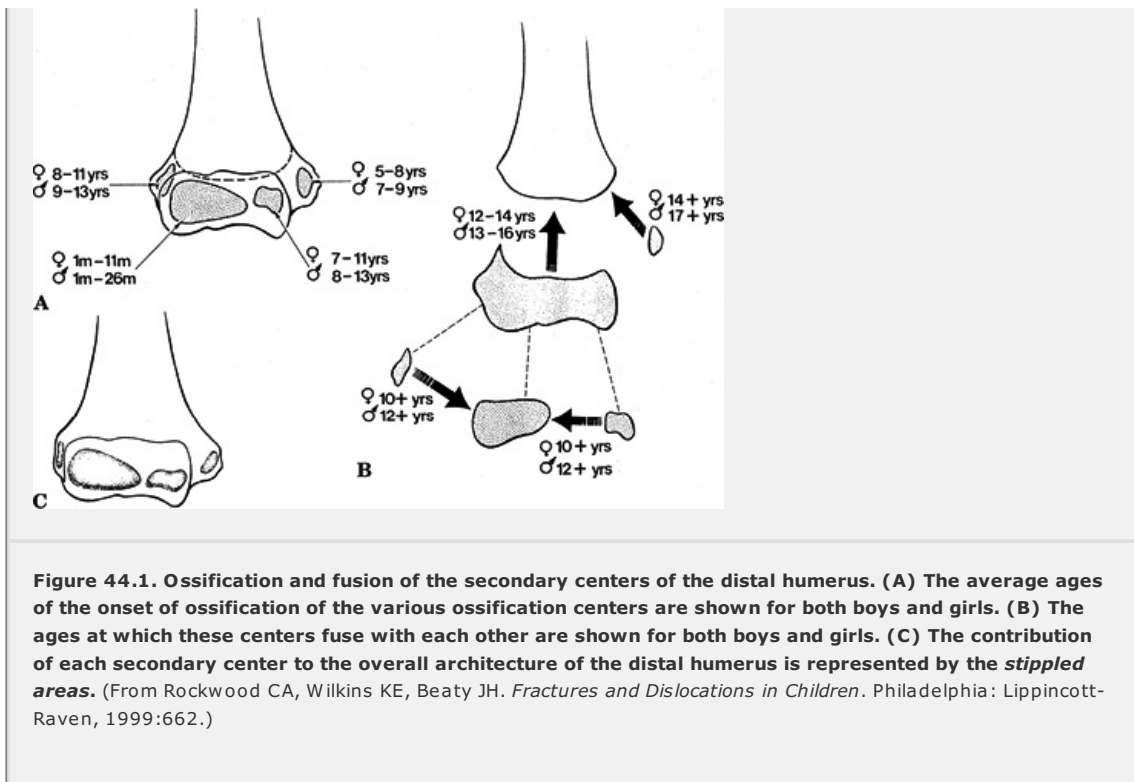 ♀ 8-11yrs
♂ 9-13yrs
♀ 5-8yrs
♂ 7-9yrs
♀ 1m-11m
♂ 1m-26m
♀ 7-11yrs
♂ 8-13yrs
A
♀ 12-14 yrs
♂ 13-16 yrs
♀ 14+ yrs
♂ 17+ yrs
♀ 10+ yrs
♂ 12+ yrs
♀ 10+ yrs
♂ 12+ yrs
B
C
Figure 44.1. Ossification and fusion of the secondary centers of the distal humerus. (A) The average ages
of the onset of ossification of the various ossification centers are shown for both boys and girls. (B) The
ages at which these centers fuse with each other are shown for both boys and girls. (C) The contribution
of each secondary center to the overall architecture of the distal humerus is represented by the stippled
areas. (From Rockwood CA, Wilkins KE, Beaty JH. Fractures and Dislocations in Children. Philadelphia: Lippincott-
Raven, 1999:662.)